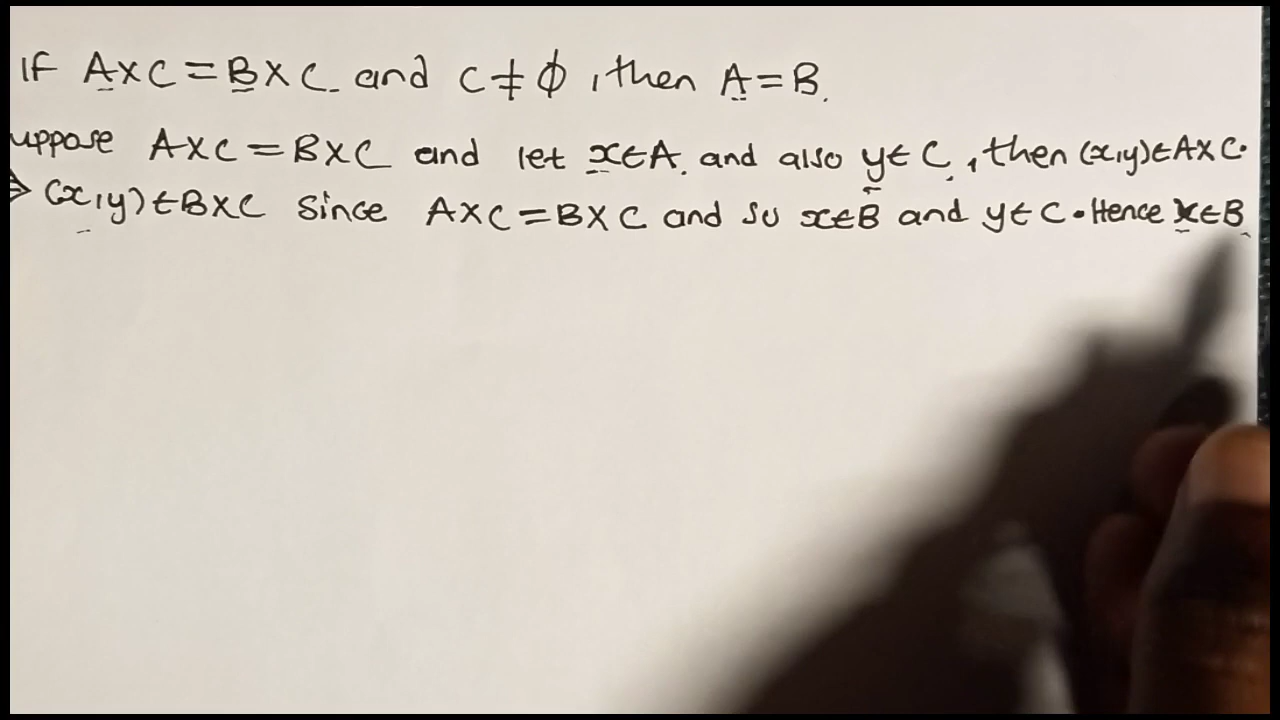 If A×C = B×C and C ≠ ∅, then A = B.
uppose A×C = B×C and let x∈A and also y∈C, then (x,y)∈A×C.
⇒ (x,y)∈B×C since A×C = B×C and so x∈B and y∈C. Hence x∈B